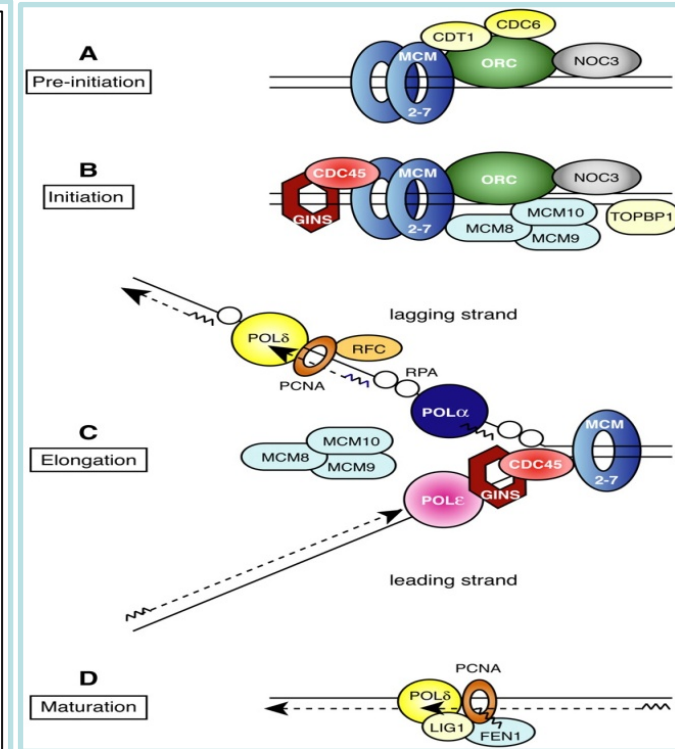 A
Pre-initiation
CDT1
CDC6
MCM
ORC
NOC3
2-7
B
Initiation
CDC45
MCM
ORC
NOC3
GINS
2-7
MCM8
MCM10
MCM9
TOPBP1
lagging strand
POLδ
RFC
PCNA
RPA
POLα
C
Elongation
MCM8
MCM10
MCM9
MCM
CDC45
GINS
2-7
POLε
leading strand
D
Maturation
PCNA
POLδ
LIG1
FEN1